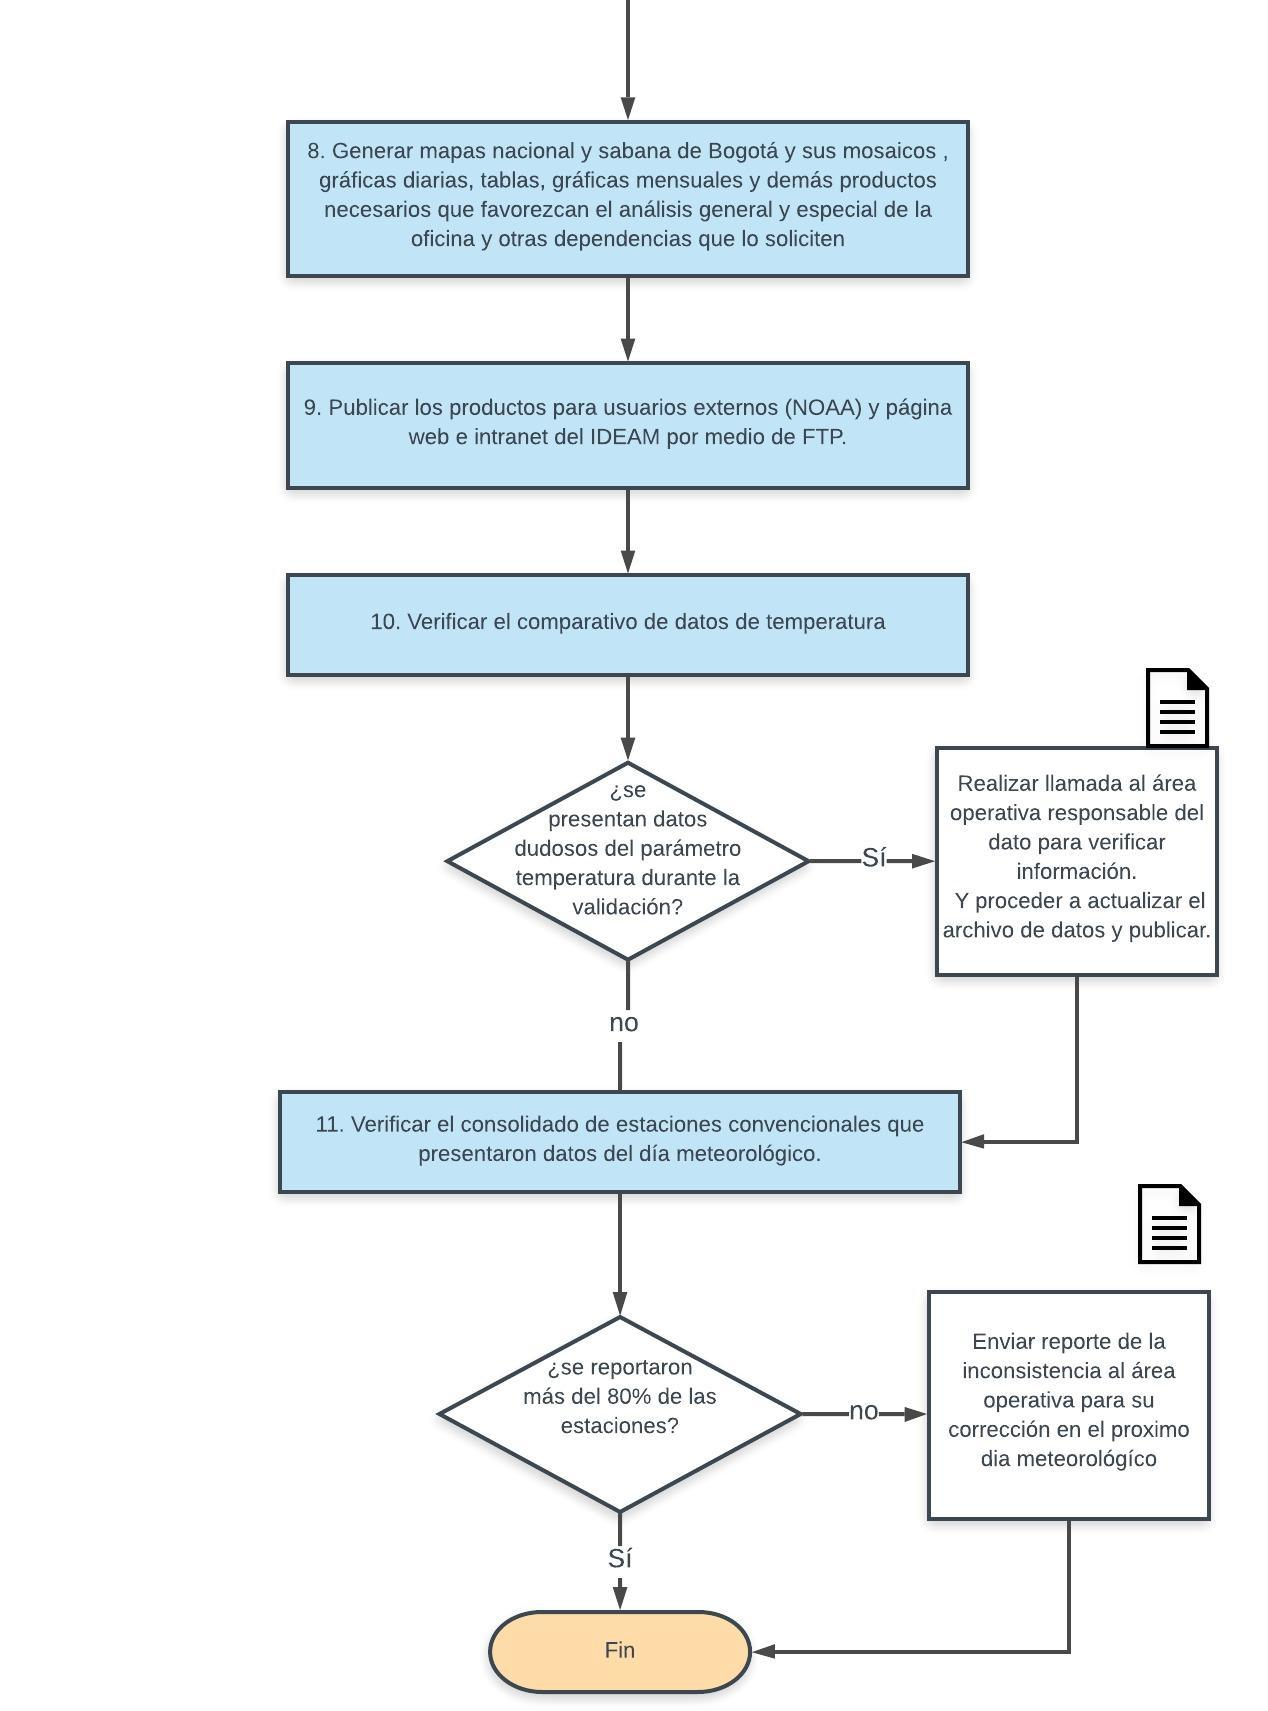 8. Generar mapas nacional y sabana de Bogotá y sus mosaicos ,
gráficas diarias, tablas, gráficas mensuales y demás productos
necesarios que favorezcan el análisis general y especial de la
oficina y otras dependencias que lo soliciten
9. Publicar los productos para usuarios externos (NOAA) y página
web e intranet del IDEAM por medio de FTP.
10. Verificar el comparativo de datos de temperatura
¿se
presentan datos
dudosos del parámetro
temperatura durante la
validación?
Sí
Realizar llamada al área
operativa responsable del
dato para verificar
información.
Y proceder a actualizar el
archivo de datos y publicar.
no
11. Verificar el consolidado de estaciones convencionales que
presentaron datos del día meteorológico.
¿se reportaron
más del 80% de las
estaciones?
no
Enviar reporte de la
inconsistencia al área
operativa para su
corrección en el proximo
dia meteorológíco
Sí
Fin